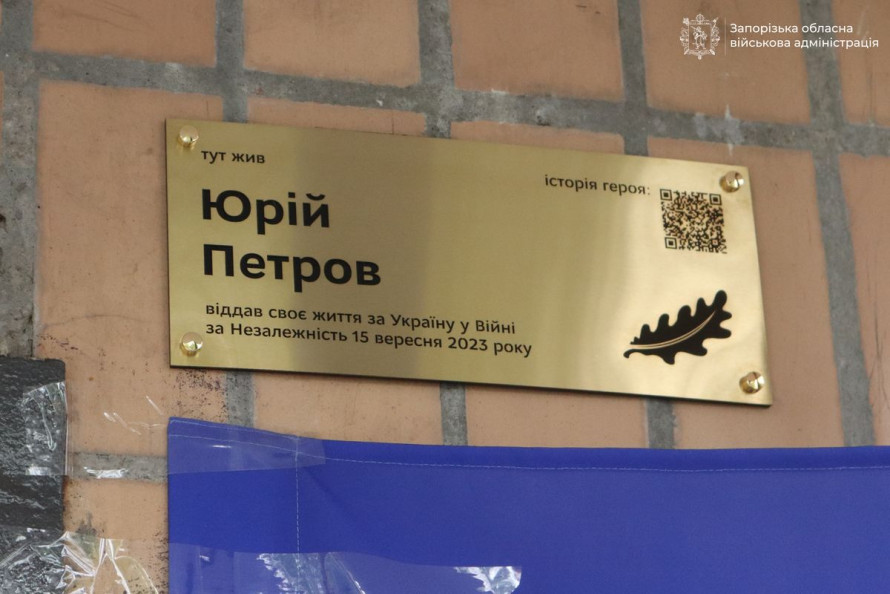 Запорізька обласна
військова адміністрація
тут жив
історія героя:
Юрій
Петров
віддав своє життя за Україну у Війні
за Незалежність 15 вересня 2023 року